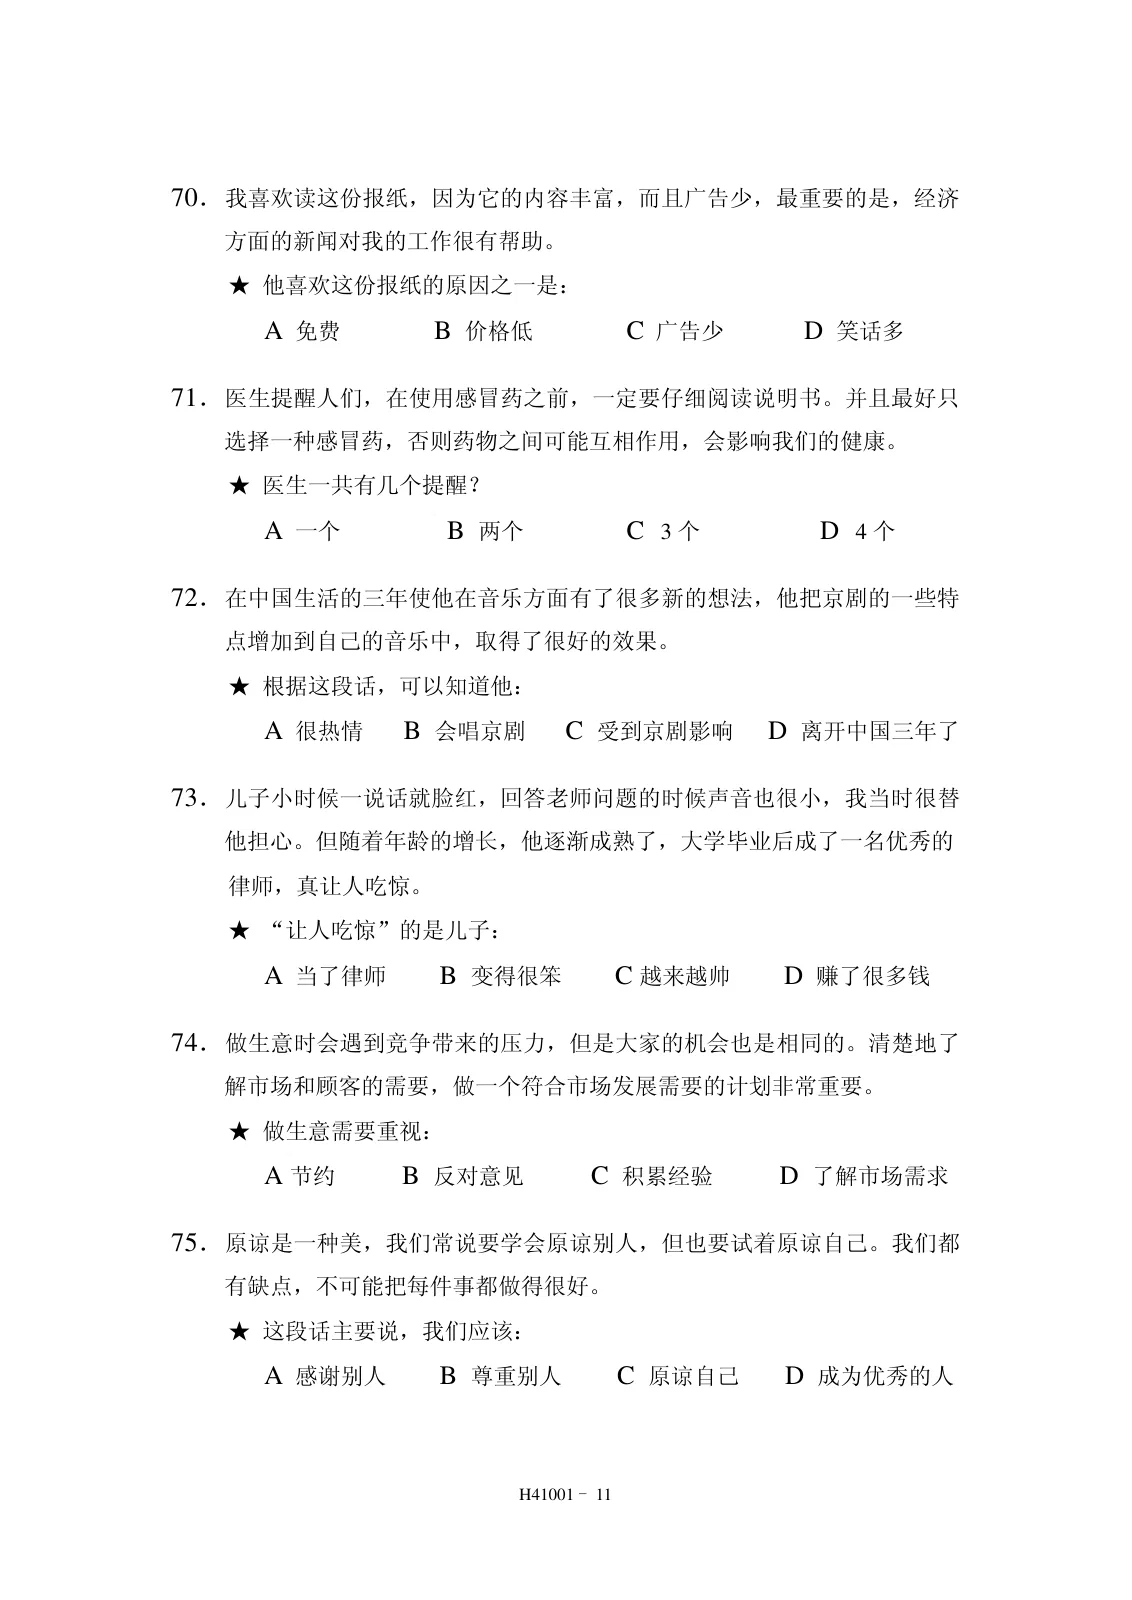 70．我喜欢读这份报纸，因为它的内容丰富，而且广告少，最重要的是，经济
方面的新闻对我的工作很有帮助。
★ 他喜欢这份报纸的原因之一是：
A 免费 B 价格低 C 广告少 D 笑话多
71．医生提醒人们，在使用感冒药之前，一定要仔细阅读说明书。并且最好只
选择一种感冒药，否则药物之间可能互相作用，会影响我们的健康。
★ 医生一共有几个提醒？
A 一个 B 两个 C 3 个 D 4 个
72．在中国生活的三年使他在音乐方面有了很多新的想法，他把京剧的一些特
点增加到自己的音乐中，取得了很好的效果。
★ 根据这段话，可以知道他：
A 很热情 B 会唱京剧 C 受到京剧影响 D 离开中国三年了
73．儿子小时候一说话就脸红，回答老师问题的时候声音也很小，我当时很替
他担心。但随着年龄的增长，他逐渐成熟了，大学毕业后成了一名优秀的
律师，真让人吃惊。
★ “让人吃惊”的是儿子：
A 当了律师 B 变得很笨 C 越来越帅 D 赚了很多钱
74．做生意时会遇到竞争带来的压力，但是大家的机会也是相同的。清楚地了
解市场和顾客的需要，做一个符合市场发展需要的计划非常重要。
★ 做生意需要重视：
A 节约 B 反对意见 C 积累经验 D 了解市场需求
75．原谅是一种美，我们常说要学会原谅别人，但也要试着原谅自己。我们都
有缺点，不可能把每件事都做得很好。
★ 这段话主要说，我们应该：
A 感谢别人 B 尊重别人 C 原谅自己 D 成为优秀的人
H41001－ 11